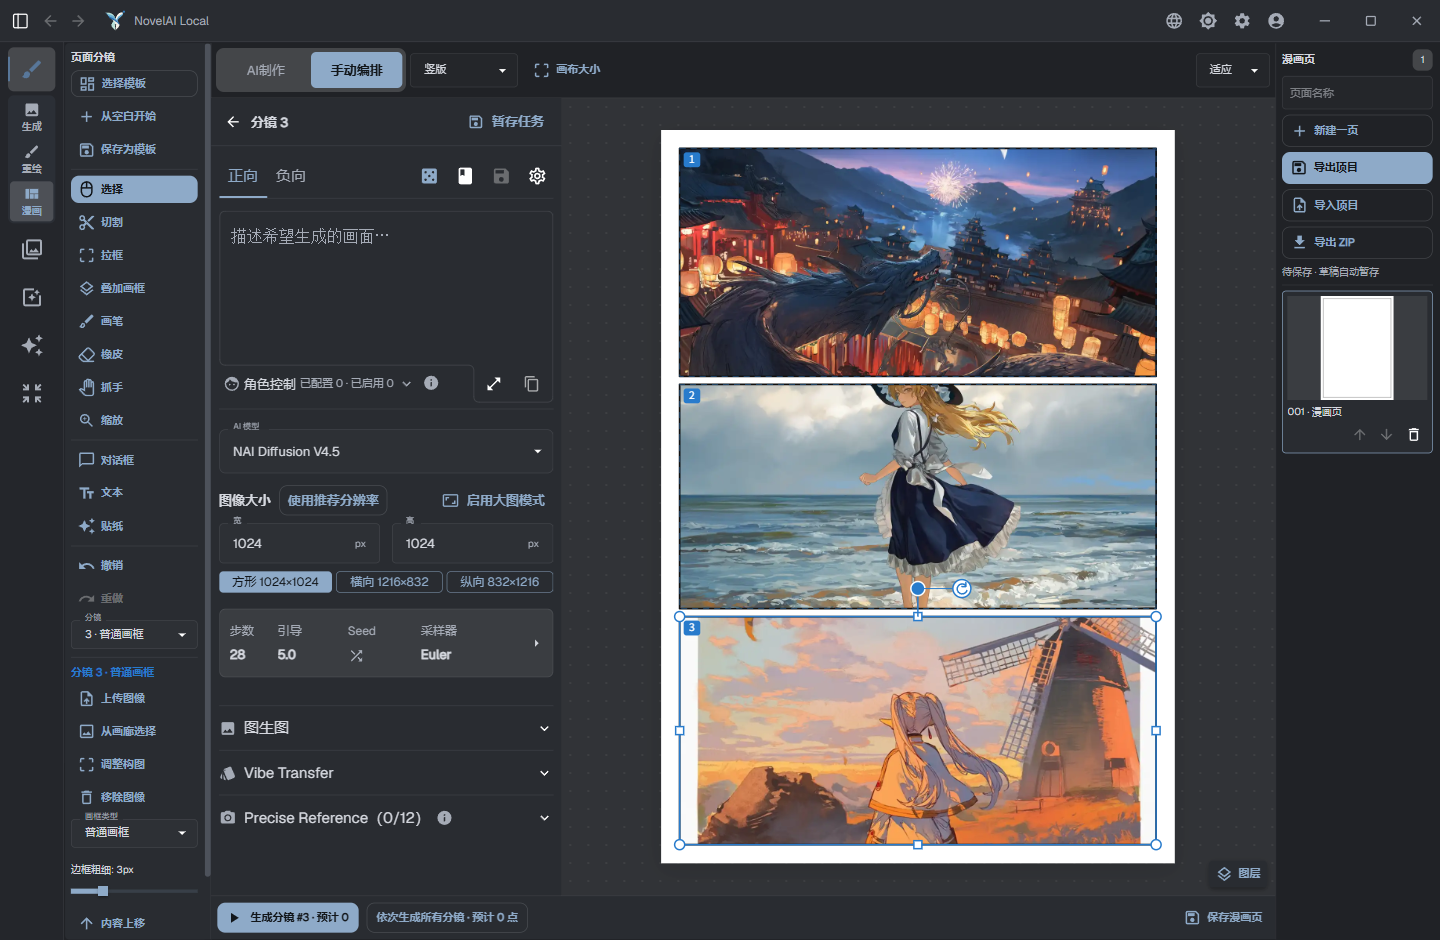 NovelAI Local
生成
重绘
漫画
页面分镜
选择模板
从空白开始
保存为模板
选择
切割
拉框
叠加画框
画笔
橡皮
抓手
缩放
对话框
文本
贴纸
撤销
重做
分镜
3 · 普通画框
分镜 3 · 普通画框
上传图像
从画廊选择
调整构图
移除图像
画框类型
普通画框
边框粗细: 3px
内容上移
AI制作
手动编排
竖版
画布大小
适应
分镜 3
暂存任务
正向
负向
描述希望生成的画面…
角色控制 已配置 0 · 已启用 0
AI 模型
NAI Diffusion V4.5
图像大小
使用推荐分辨率
启用大图模式
宽
1024 px
高
1024 px
方形 1024×1024
横向 1216×832
纵向 832×1216
步数
28
引导
5.0
Seed
采样器
Euler
图生图
Vibe Transfer
Precise Reference (0/12)
生成分镜 #3 · 预计 0
依次生成所有分镜 · 预计 0 点
1
2
3
图层
保存漫画页
漫画页
1
页面名称
新建一页
导出项目
导入项目
导出 ZIP
待保存 · 草稿自动暂存
001 · 漫画页